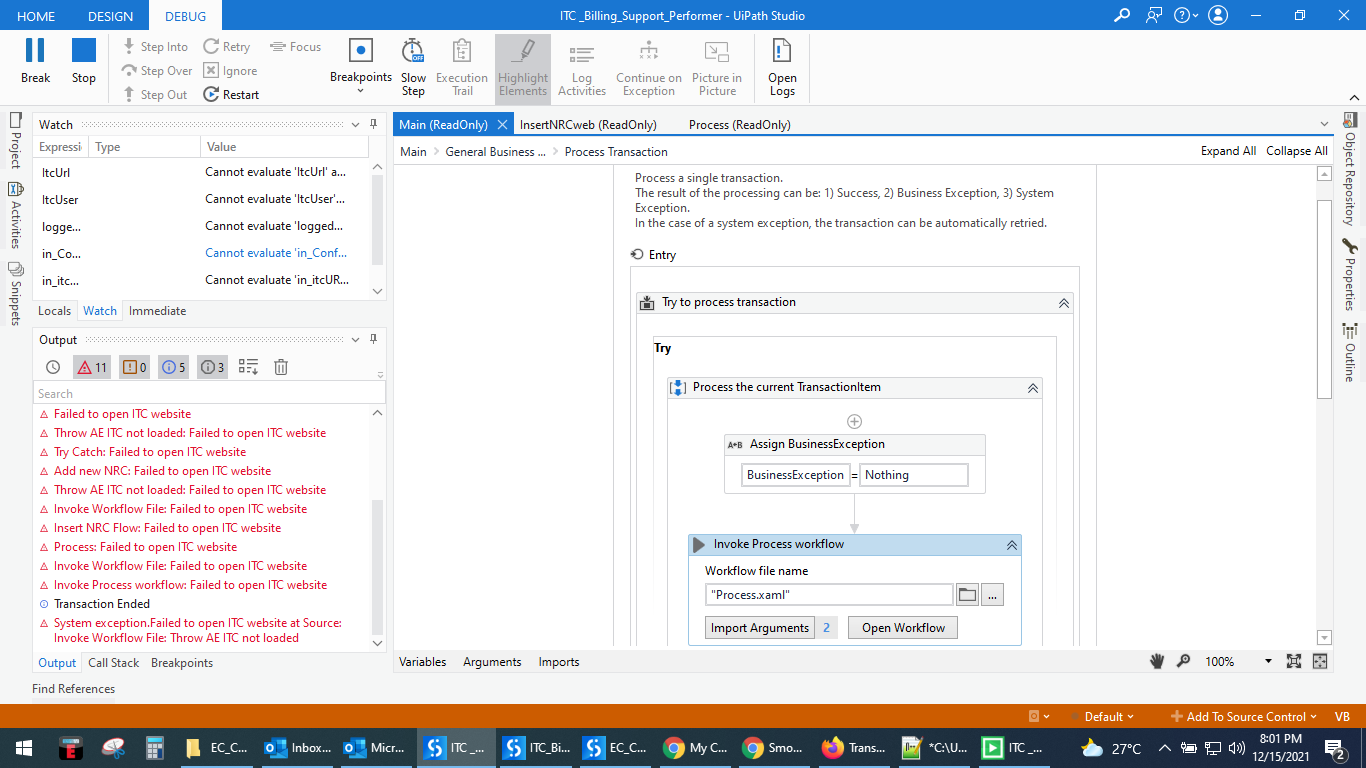 HOME DESIGN DEBUG ITC _Billing_Support_Performer - UiPath Studio
Break
Stop
Step Into
Step Over
Step Out
Retry
Ignore
Restart
Focus
Breakpoints
Slow
Step
Execution
Trail
Highlight
Elements
Log
Activities
Continue on
Exception
Picture in
Picture
Open
Logs
Project
Activities
Snippets
Watch
Expressi Type Value
ItcUrl Cannot evaluate 'ItcUrl' a...
ItcUser Cannot evaluate 'ItcUser'...
logge... Cannot evaluate 'logged...
in_Co... Cannot evaluate 'in_Conf...
in_itc... Cannot evaluate 'in_itcUR...
Locals Watch Immediate
Output
11 0 5 3
Search
Failed to open ITC website
Throw AE ITC not loaded: Failed to open ITC website
Try Catch: Failed to open ITC website
Add new NRC: Failed to open ITC website
Throw AE ITC not loaded: Failed to open ITC website
Invoke Workflow File: Failed to open ITC website
Insert NRC Flow: Failed to open ITC website
Process: Failed to open ITC website
Invoke Workflow File: Failed to open ITC website
Invoke Process workflow: Failed to open ITC website
Transaction Ended
System exception.Failed to open ITC website at Source:
Invoke Workflow File: Throw AE ITC not loaded
Output Call Stack Breakpoints
Find References
Main (ReadOnly) InsertNRCweb (ReadOnly) Process (ReadOnly)
Main General Business ... Process Transaction Expand All Collapse All
Process a single transaction.
The result of the processing can be: 1) Success, 2) Business Exception, 3) System
Exception.
In the case of a system exception, the transaction can be automatically retried.
Entry
Try to process transaction
Try
Process the current TransactionItem
A+B Assign BusinessException
BusinessException = Nothing
Invoke Process workflow
Workflow file name
"Process.xaml" ...
Import Arguments 2 Open Workflow
Variables Arguments Imports 100%
Object Repository
Properties
Outline
Default Add To Source Control VB
EC_C... Inbox... Micr... ITC _... ITC_Bi... EC_C... My C... Smo... Trans... *C:\U... ITC _... 27°C 8:01 PM
12/15/2021
2